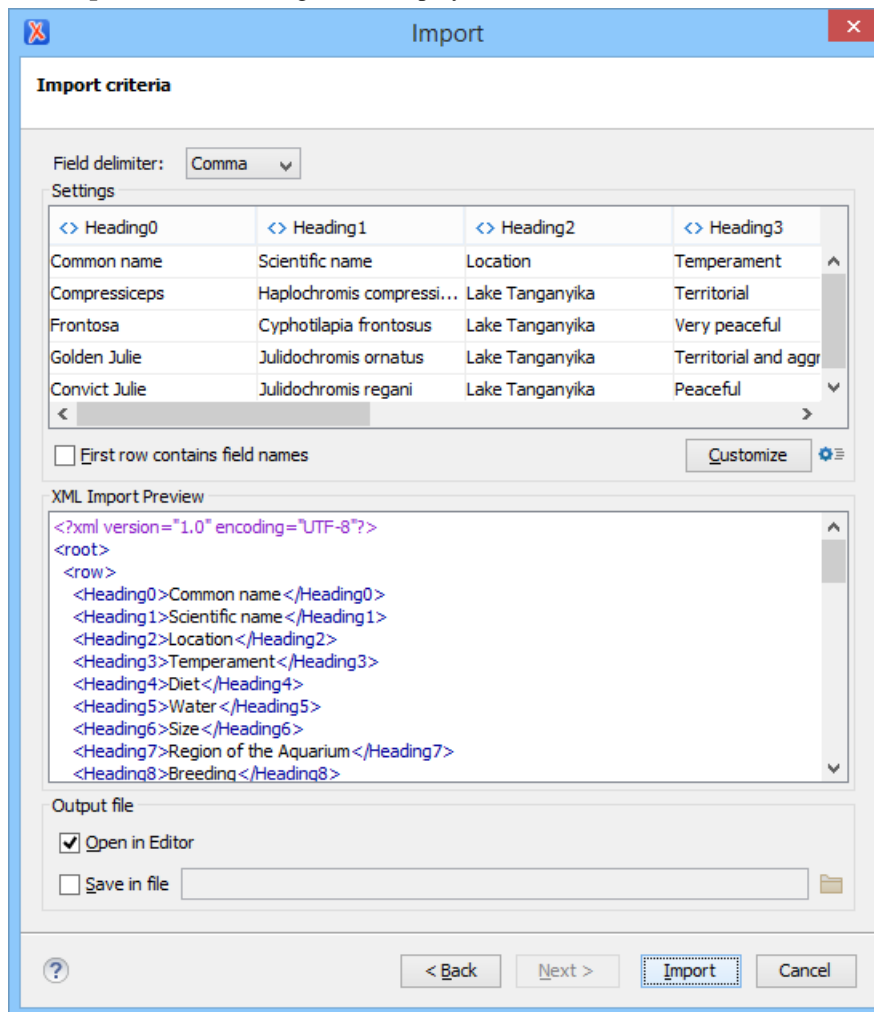 Import
Import criteria
Field delimiter: Comma
Settings
<> Heading0 <> Heading1 <> Heading2 <> Heading3
Common name Scientific name Location Temperament
Compressiceps Haplochromis compressi... Lake Tanganyika Territorial
Frontosa Cyphotilapia frontosus Lake Tanganyika Very peaceful
Golden Julie Julidochromis ornatus Lake Tanganyika Territorial and aggr
Convict Julie Julidochromis regani Lake Tanganyika Peaceful
First row contains field names Customize
XML Import Preview
<?xml version="1.0" encoding="UTF-8"?>
<root>
<row>
<Heading0>Common name</Heading0>
<Heading1>Scientific name</Heading1>
<Heading2>Location</Heading2>
<Heading3>Temperament</Heading3>
<Heading4>Diet</Heading4>
<Heading5>Water</Heading5>
<Heading6>Size</Heading6>
<Heading7>Region of the Aquarium</Heading7>
<Heading8>Breeding</Heading8>
Output file
Open in Editor
Save in file
? < Back Next > Import Cancel